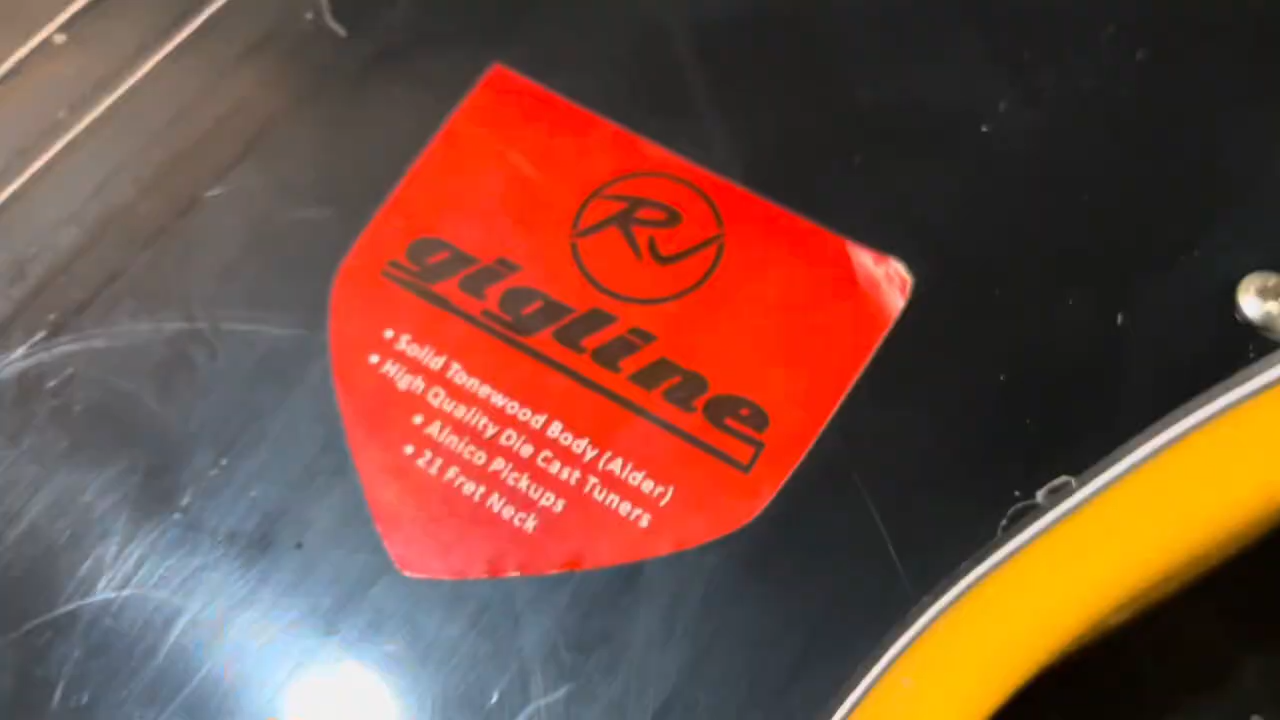 RJ
gigline
• Solid Tonewood Body (Alder)
• High Quality Die Cast Tuners
• Alnico Pickups
• 21 Fret Neck